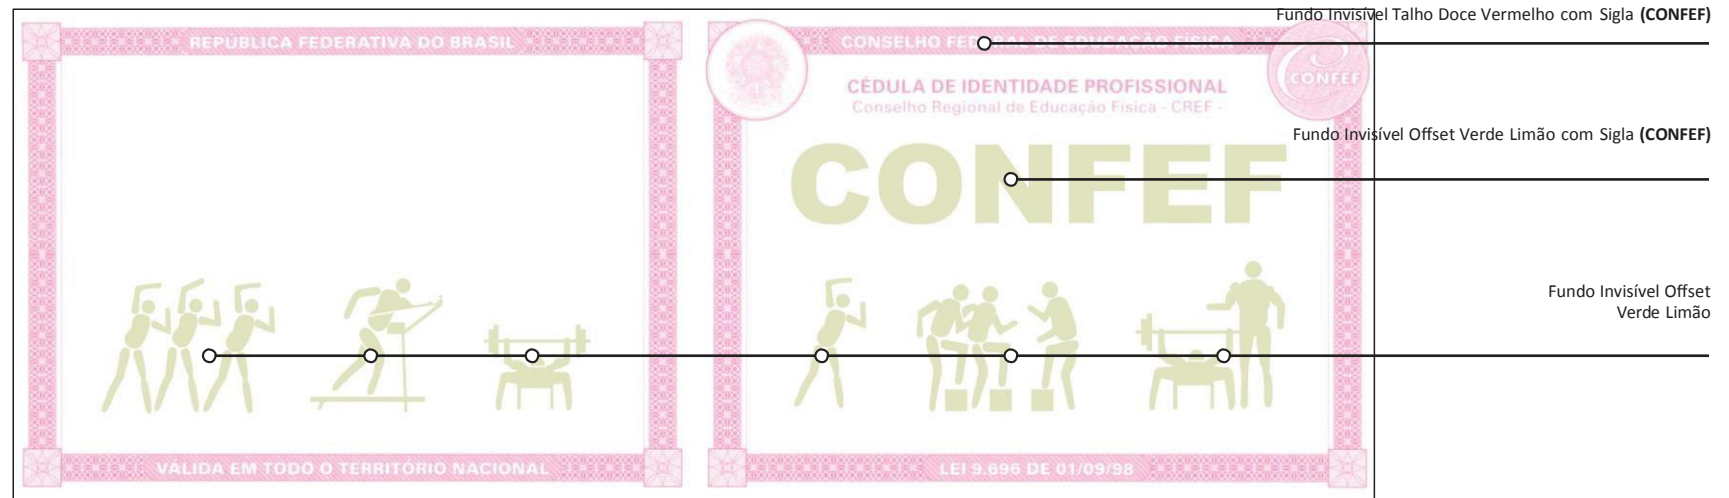 Fundo Invisível Talho Doce Vermelho com Sigla (CONFEF)
REPÚBLICA FEDERATIVA DO BRASIL
CONSELHO FEDERAL DE EDUCAÇÃO FÍSICA
CONFEF
CÉDULA DE IDENTIDADE PROFISSIONAL
Conselho Regional de Educação Física - CREF -
Fundo Invisível Offset Verde Limão com Sigla (CONFEF)
CONFEF
Fundo Invisível Offset
Verde Limão
VÁLIDA EM TODO O TERRITÓRIO NACIONAL
LEI 9.696 DE 01/09/98